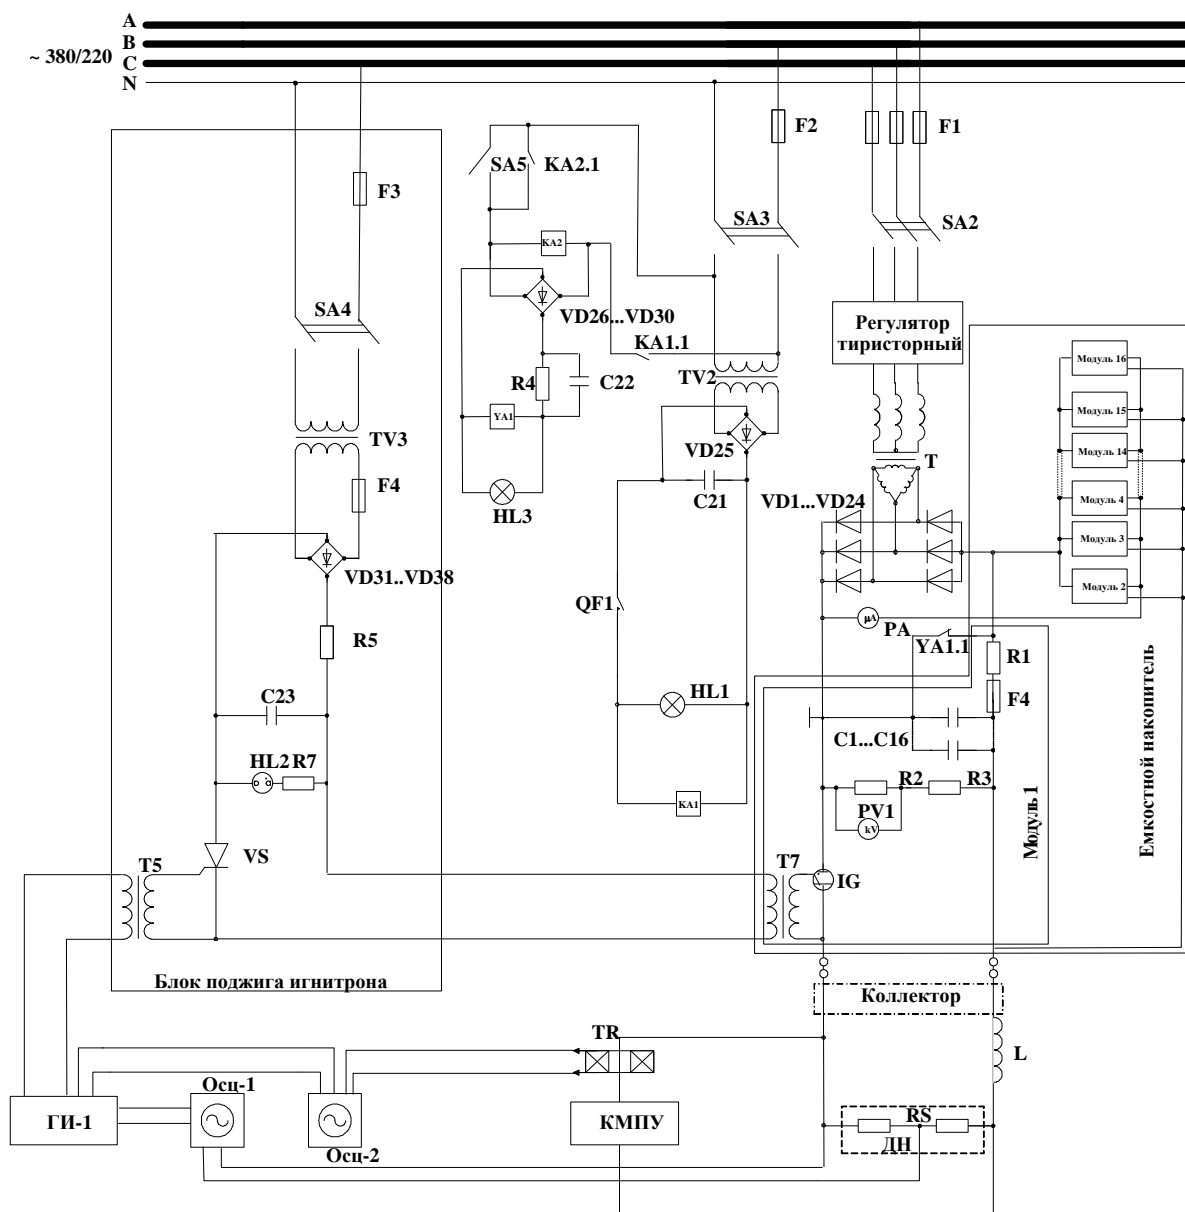 A
B
~ 380/220
C
N
F2
F1
F3
SA5
KA2.1
SA3
SA2
KA2
SA4
VD26...VD30
Регулятор
тиристорный
KA1.1
Модуль 16
R4
C22
TV2
Модуль 15
YA1
TV3
VD25
Модуль 14
T
F4
C21
VD1...VD24
Модуль 4
HL3
Модуль 3
VD31..VD38
Модуль 2
QF1
μA
PA
YA1.1
R5
R1
HL1
F4
C23
C1...C16
Емкостной накопитель
HL2
R7
R2
R3
KA1
PV1
kV
Модуль 1
VS
T5
T7
IG
Блок поджига игнитрона
Коллектор
TR
L
Осц-1
ГИ-1
КМПУ
RS
ДН
Осц-2